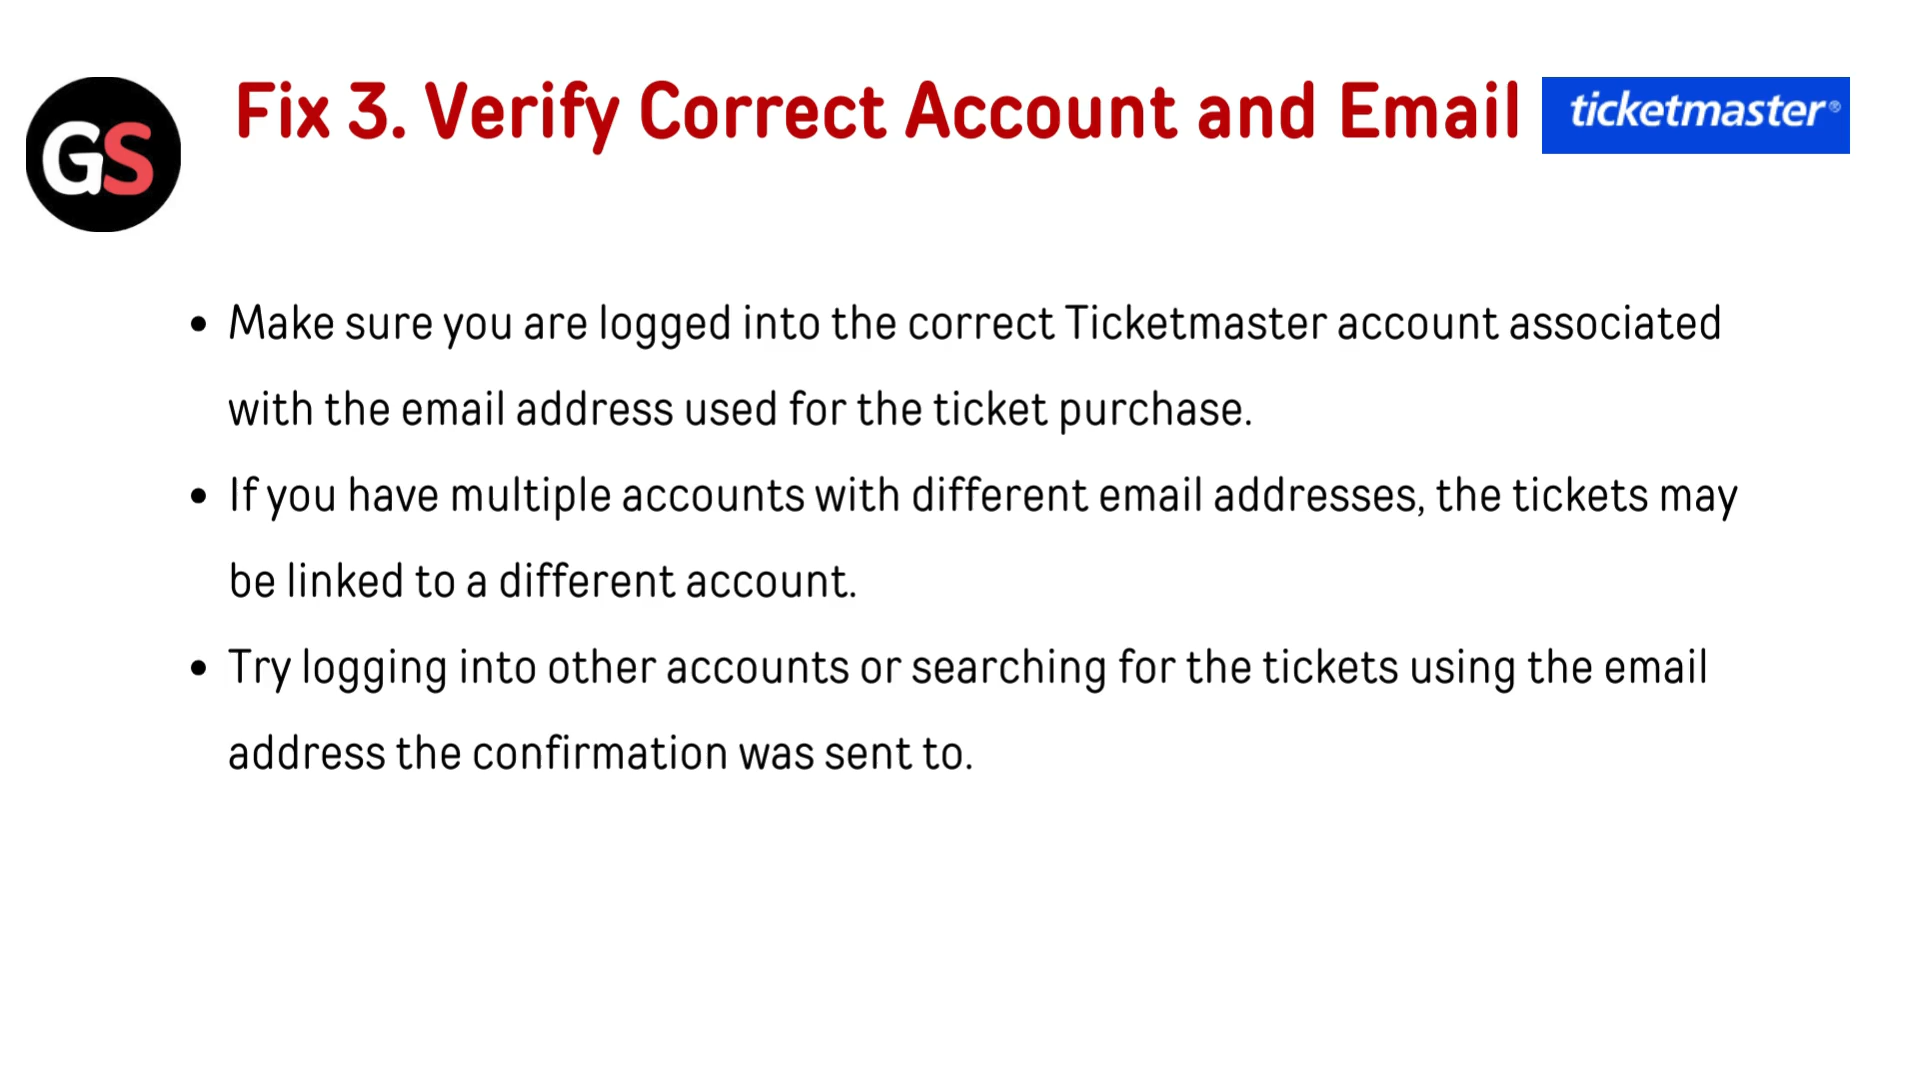 GS
Fix 3. Verify Correct Account and Email
ticketmaster®
• Make sure you are logged into the correct Ticketmaster account associated
with the email address used for the ticket purchase.
• If you have multiple accounts with different email addresses, the tickets may
be linked to a different account.
• Try logging into other accounts or searching for the tickets using the email
address the confirmation was sent to.